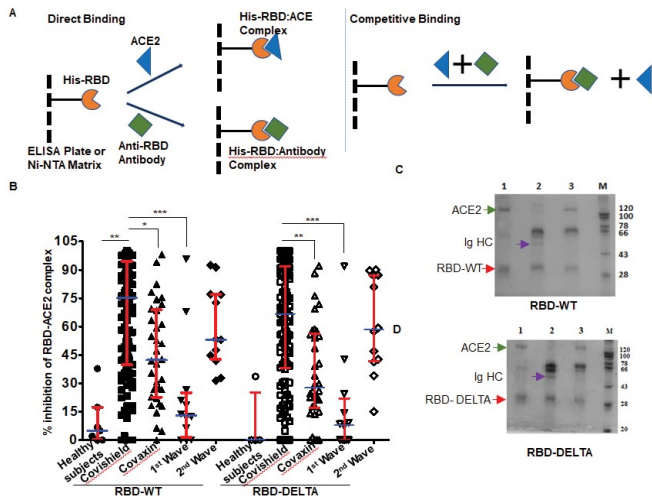 A
Direct Binding
ACE2
His-RBD
ELISA Plate or
Ni-NTA Matrix
Anti-RBD
Antibody
His-RBD:ACE
Complex
His-RBD:Antibody
Complex
Competitive Binding
B
% Inhibition of RBD-ACE2 complex
105
90
75
60
45
30
15
0
** * ***
** ***
Healthy
subjects
Covishield
Covaxin
1st Wave
2nd Wave
RBD-WT
Healthy
subjects
Covishield
Covaxin
1st Wave
2nd Wave
RBD-DELTA
C
1 2 3 M
ACE2
Ig HC
RBD-WT
120
78
66
43
28
RBD-WT
D
1 2 3 M
ACE2
Ig HC
RBD- DELTA
120
66
43
28
20
RBD-DELTA